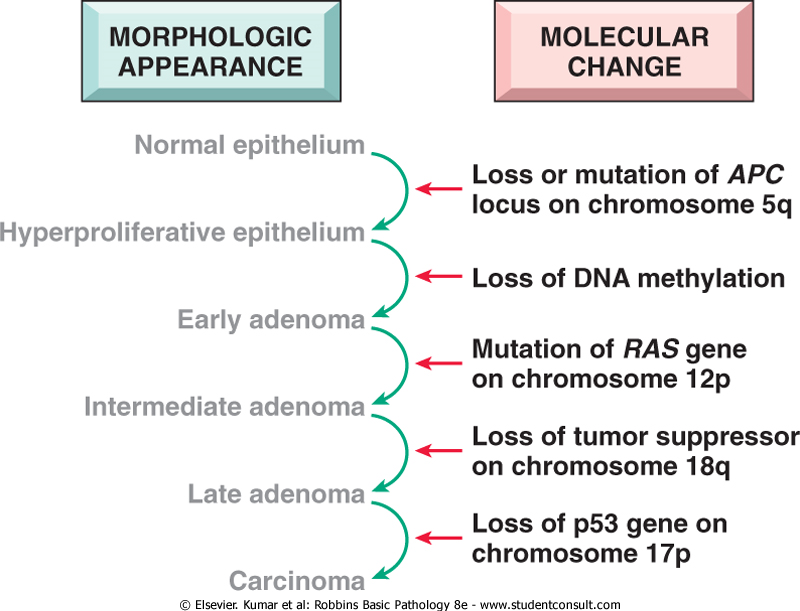 MORPHOLOGIC
APPEARANCE
MOLECULAR
CHANGE
Normal epithelium
Loss or mutation of APC
locus on chromosome 5q
Hyperproliferative epithelium
Loss of DNA methylation
Early adenoma
Mutation of RAS gene
on chromosome 12p
Intermediate adenoma
Loss of tumor suppressor
on chromosome 18q
Late adenoma
Loss of p53 gene on
chromosome 17p
Carcinoma
© Elsevier. Kumar et al: Robbins Basic Pathology 8e - www.studentconsult.com